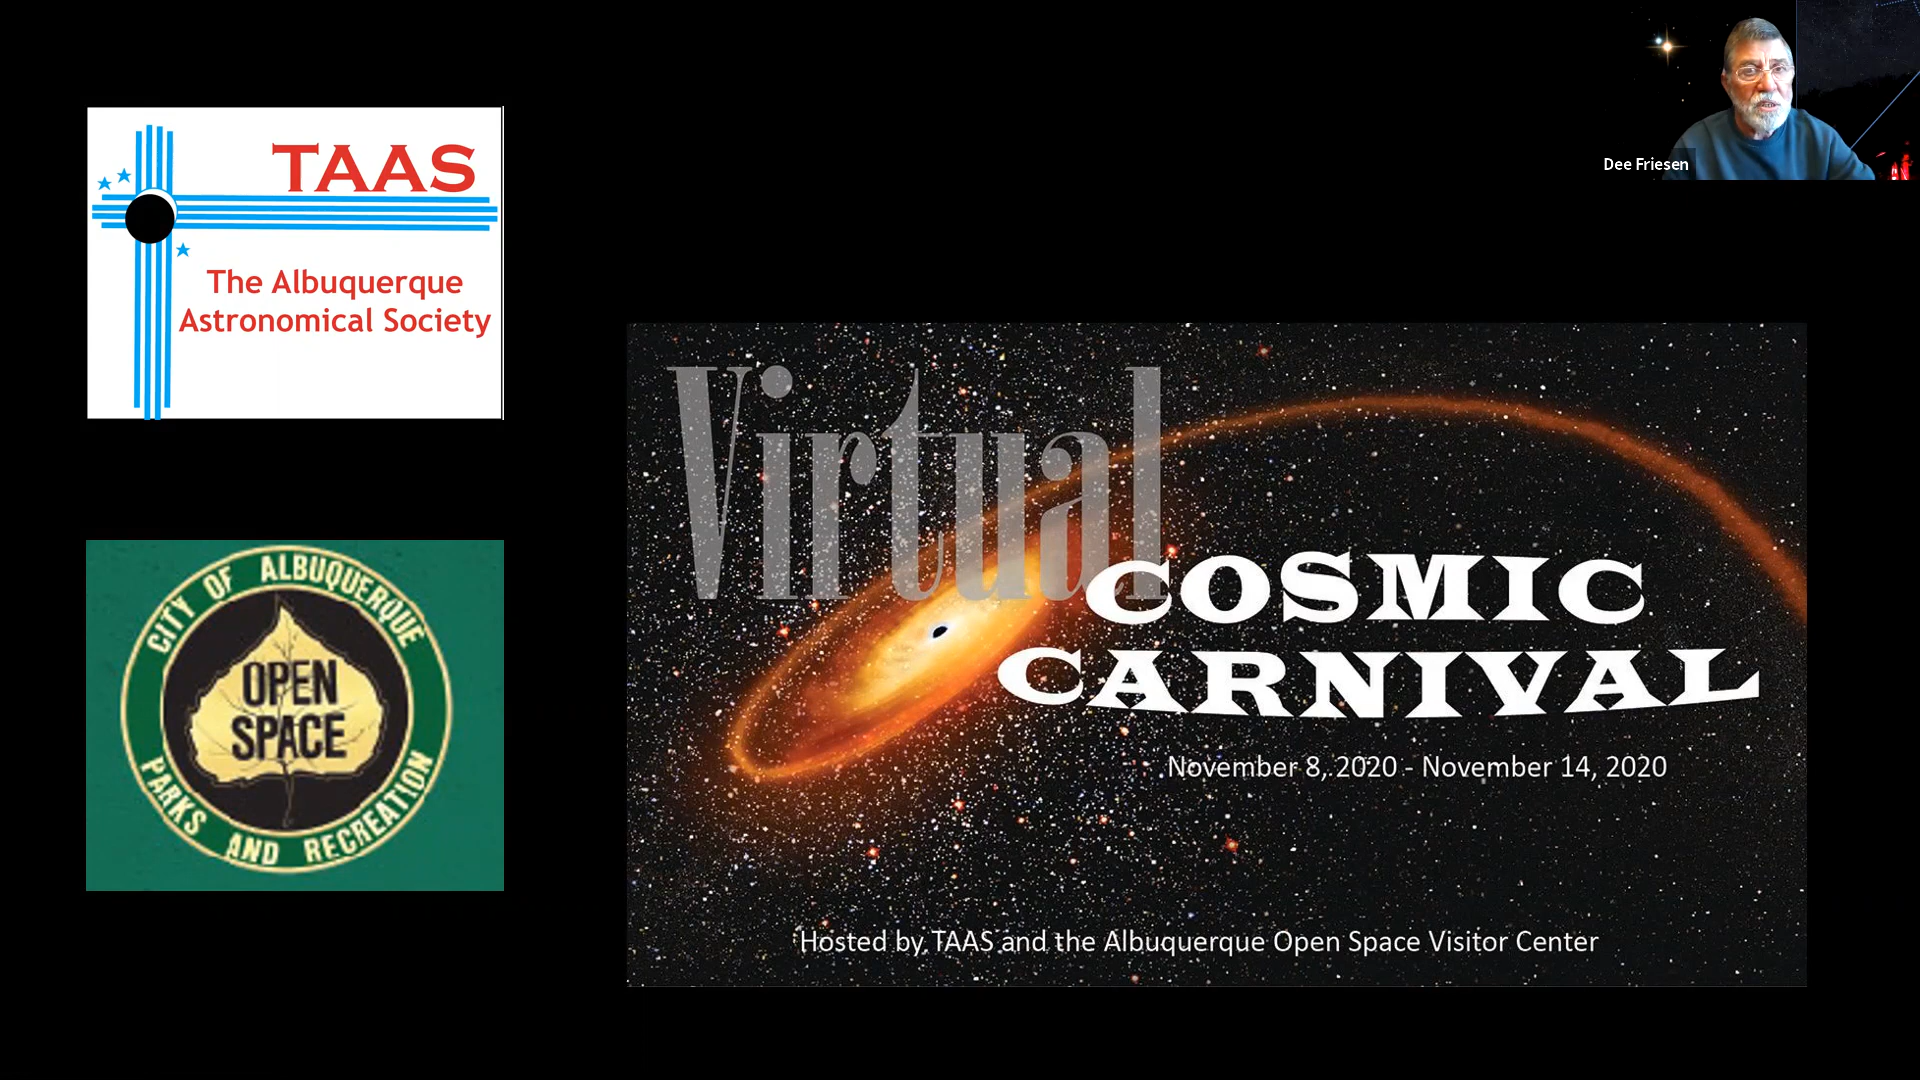 TAAS
The Albuquerque
Astronomical Society
CITY OF ALBUQUERQUE
OPEN
SPACE
PARKS AND RECREATION
Dee Friesen
Virtual
COSMIC
CARNIVAL
November 8, 2020 - November 14, 2020
Hosted by TAAS and the Albuquerque Open Space Visitor Center